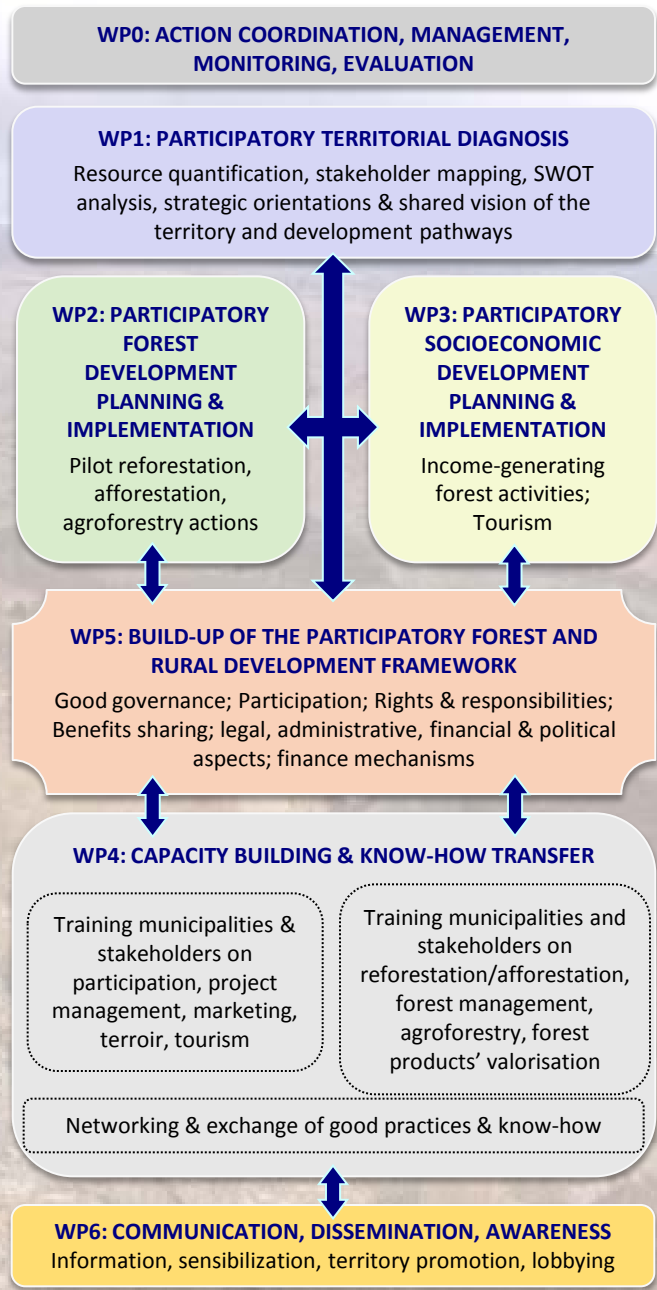 WP0: ACTION COORDINATION, MANAGEMENT,
MONITORING, EVALUATION
WP1: PARTICIPATORY TERRITORIAL DIAGNOSIS
Resource quantification, stakeholder mapping, SWOT
analysis, strategic orientations & shared vision of the
territory and development pathways
WP2: PARTICIPATORY
FOREST
DEVELOPMENT
PLANNING &
IMPLEMENTATION
Pilot reforestation,
afforestation,
agroforestry actions
WP3: PARTICIPATORY
SOCIOECONOMIC
DEVELOPMENT
PLANNING &
IMPLEMENTATION
Income-generating
forest activities;
Tourism
WP5: BUILD-UP OF THE PARTICIPATORY FOREST AND
RURAL DEVELOPMENT FRAMEWORK
Good governance; Participation; Rights & responsibilities;
Benefits sharing; legal, administrative, financial & political
aspects; finance mechanisms
WP4: CAPACITY BUILDING & KNOW-HOW TRANSFER
Training municipalities &
stakeholders on
participation, project
management, marketing,
terroir, tourism
Training municipalities and
stakeholders on
reforestation/afforestation,
forest management,
agroforestry, forest
products’ valorisation
Networking & exchange of good practices & know-how
WP6: COMMUNICATION, DISSEMINATION, AWARENESS
Information, sensibilization, territory promotion, lobbying